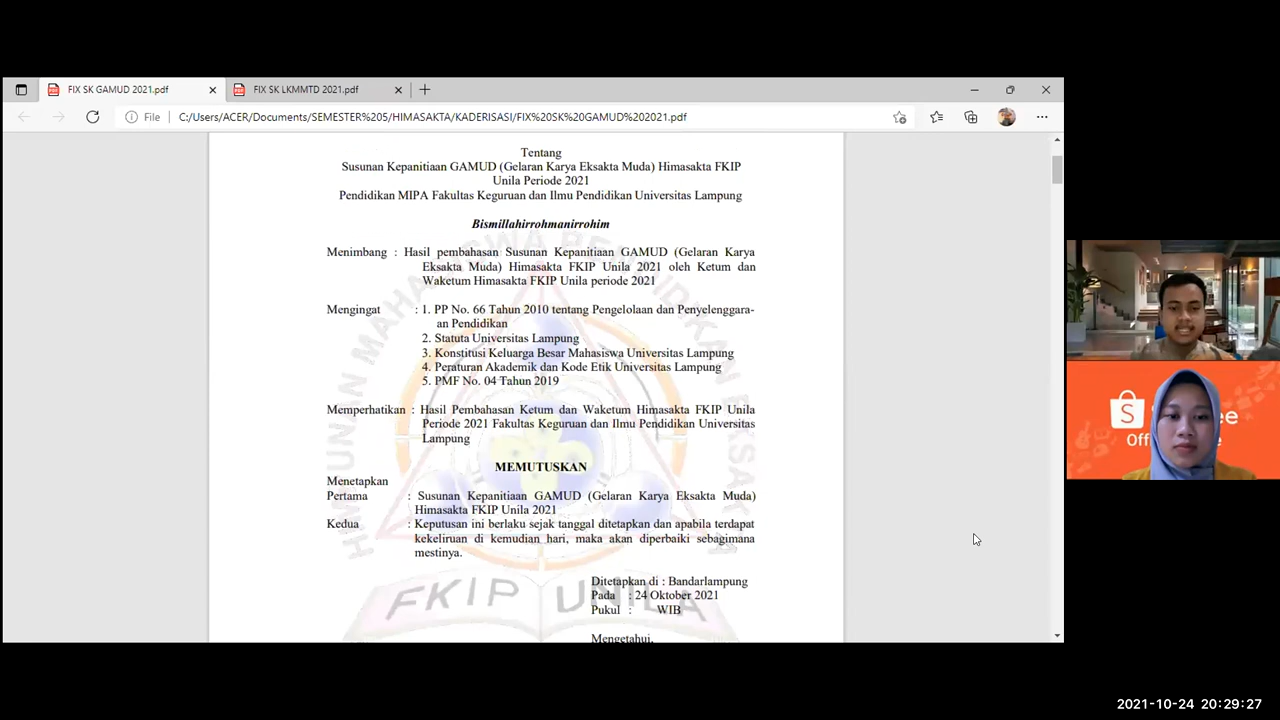 FIX SK GAMUD 2021.pdf
FIX SK LKMMTD 2021.pdf
File
C:/Users/ACER/Documents/SEMESTER%205/HIMASAKTA/KADERISASI/FIX%20SK%20GAMUD%202021.pdf
Tentang
Susunan Kepanitiaan GAMUD (Gelaran Karya Eksakta Muda) Himasakta FKIP
Unila Periode 2021
Pendidikan MIPA Fakultas Keguruan dan Ilmu Pendidikan Universitas Lampung
Bismillahirrohmanirrohim
Menimbang : Hasil pembahasan Susunan Kepanitiaan GAMUD (Gelaran Karya
Eksakta Muda) Himasakta FKIP Unila 2021 oleh Ketum dan
Waketum Himasakta FKIP Unila periode 2021
Mengingat : 1. PP No. 66 Tahun 2010 tentang Pengelolaan dan Penyelenggara-
an Pendidikan
2. Statuta Universitas Lampung
3. Konstitusi Keluarga Besar Mahasiswa Universitas Lampung
4. Peraturan Akademik dan Kode Etik Universitas Lampung
5. PMF No. 04 Tahun 2019
Memperhatikan : Hasil Pembahasan Ketum dan Waketum Himasakta FKIP Unila
Periode 2021 Fakultas Keguruan dan Ilmu Pendidikan Universitas
Lampung
MEMUTUSKAN
Menetapkan
Pertama : Susunan Kepanitiaan GAMUD (Gelaran Karya Eksakta Muda)
Himasakta FKIP Unila 2021
Kedua : Keputusan ini berlaku sejak tanggal ditetapkan dan apabila terdapat
kekeliruan di kemudian hari, maka akan diperbaiki sebagimana
mestinya.
Ditetapkan di : Bandarlampung
Pada : 24 Oktober 2021
Pukul : WIB
Mengetahui,
FKIP UNILA
2021-10-24 20:29:27